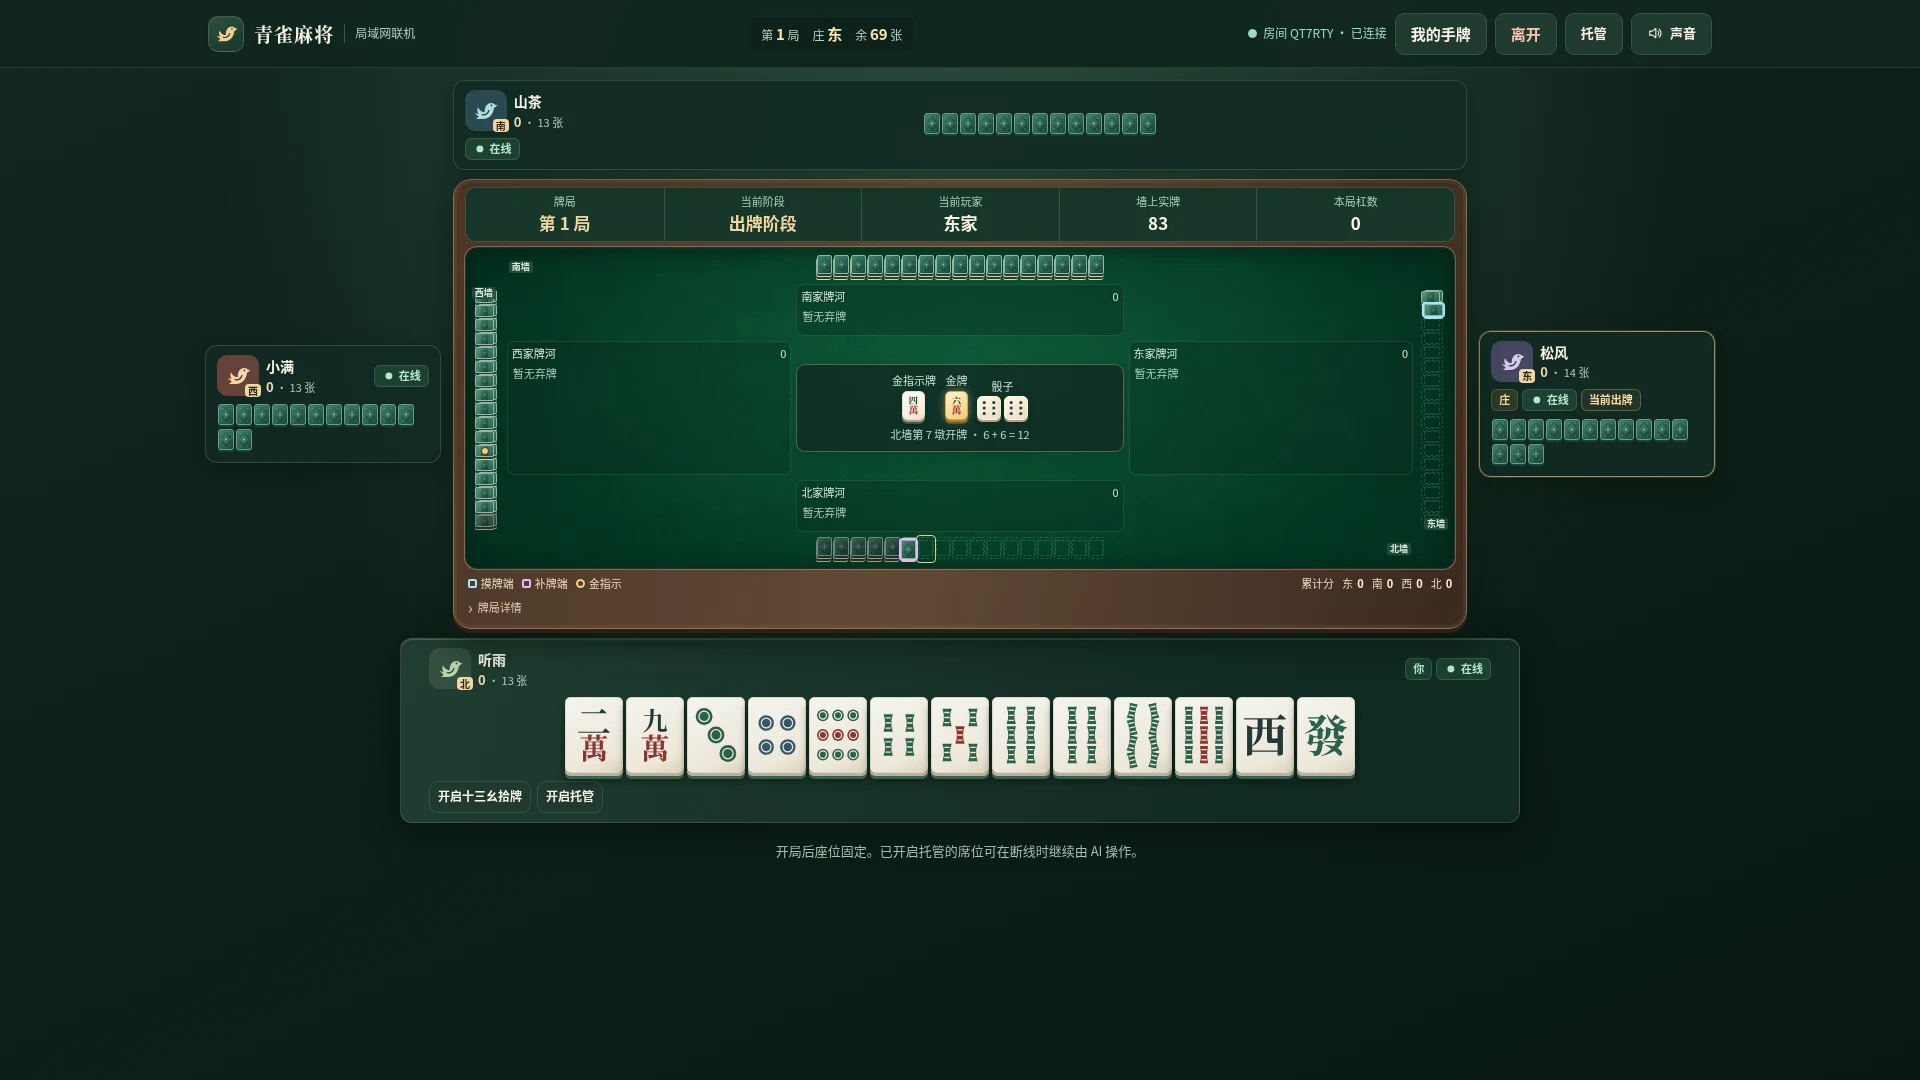 青雀麻将
局域网联机
第 1 局 庄 东 余 69 张
房间 QT7RTY · 已连接
我的手牌
离开
托管
声音
山茶
南
0 · 13 张
在线
牌局
第 1 局
当前阶段
出牌阶段
当前玩家
东家
墙上实牌
83
本局杠数
0
南墙
西墙
南家牌河 0
暂无弃牌
西家牌河 0
暂无弃牌
东家牌河 0
暂无弃牌
金指示牌
四萬
金牌
六萬
骰子
北墙第 7 墩开牌 · 6 + 6 = 12
北家牌河 0
暂无弃牌
东墙
北墙
小满
西
0 · 13 张
在线
松风
东
0 · 14 张
庄
在线
当前出牌
摸牌端 补牌端 金指示
累计分 东 0 南 0 西 0 北 0
› 牌局详情
听雨
北
0 · 13 张
你
在线
二萬
九萬
西
發
开启十三幺拾牌
开启托管
开局后座位固定。已开启托管的席位可在断线时继续由 AI 操作。